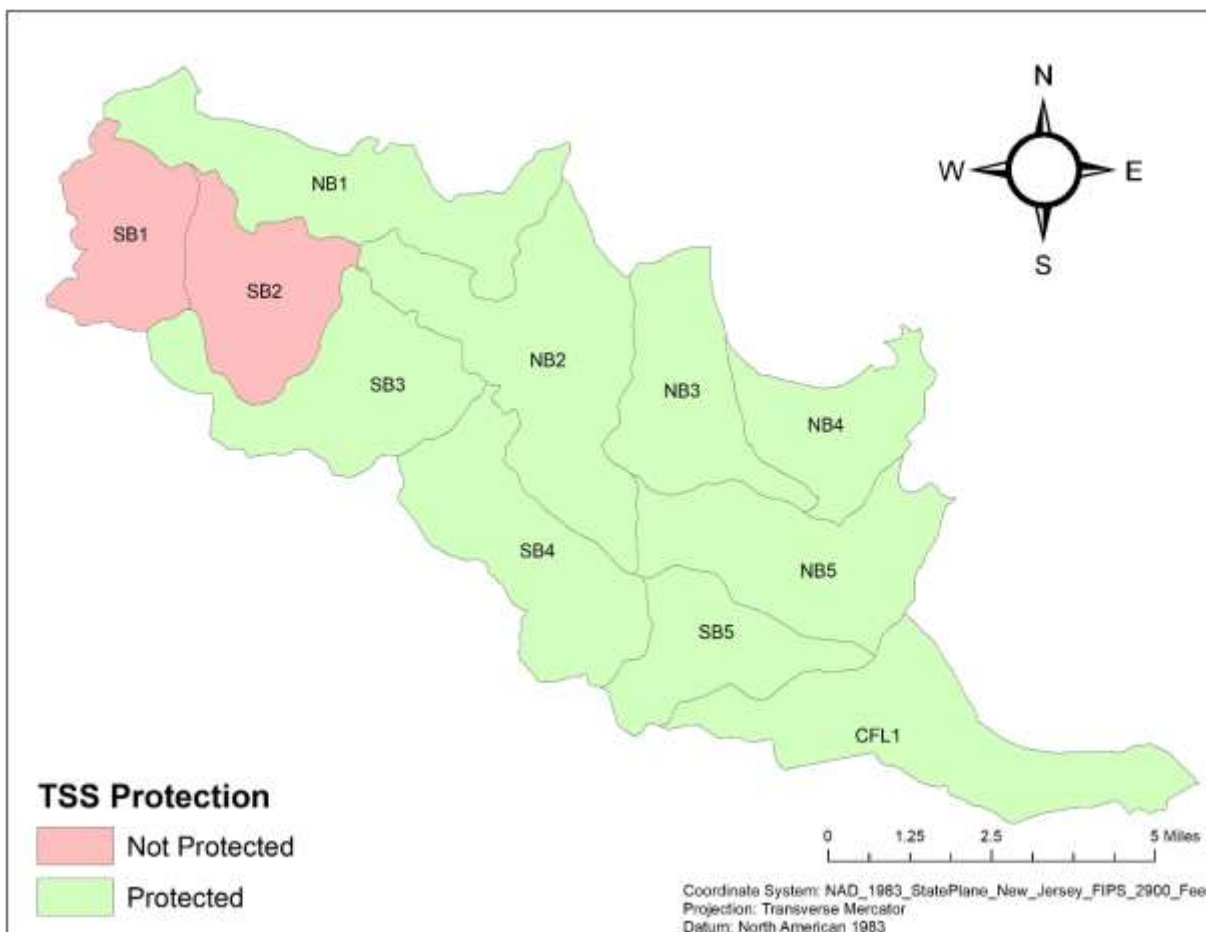 N
W E
S
NB1
SB1
SB2
NB2
SB3
NB3
NB4
SB4
NB5
SB5
CFL1
TSS Protection
Not Protected
Protected
0 1.25 2.5 5 Miles
Coordinate System: NAD_1983_StatePlane_New_Jersey_FIPS_2900_Fee
Projection: Transverse Mercator
Datum: North American 1983